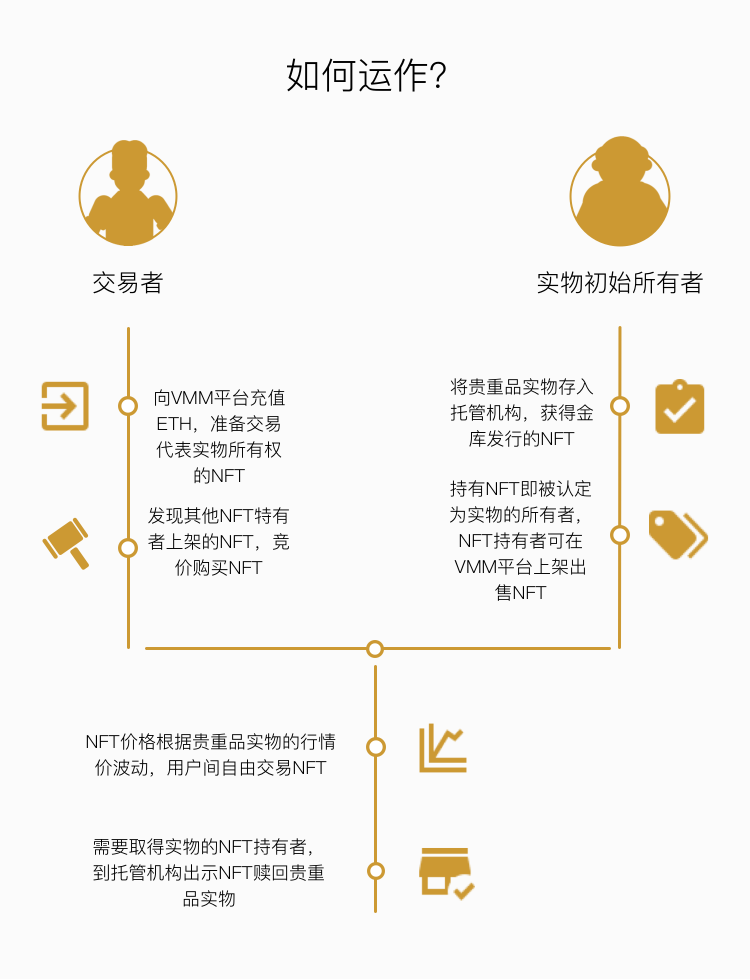 如何运作?
交易者
实物初始所有者
向VMM平台充值
ETH，准备交易
代表实物所有权
的NFT
发现其他NFT特有
者上架的NFT，竞
价购买NFT
将贵重品实物存入
托管机构，获得金
库发行的NFT
持有NFT即被认定
为实物的所有者，
NFT持有者可在
VMM平台上架出
售NFT
NFT价格根据贵重品实物的行情
价波动，用户间自由交易NFT
需要取得实物的NFT持有者，
到托管机构出示NFT赎回贵重
品实物